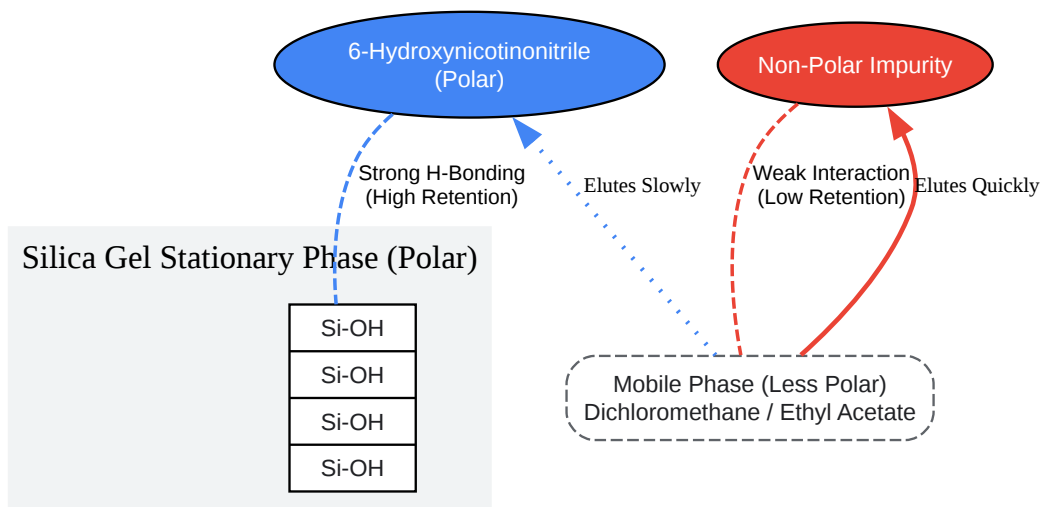 6-Hydroxynicotinonitrile
(Polar)
Non-Polar Impurity
Strong H-Bonding
(High Retention)
Elutes Slowly
Weak Interaction
(Low Retention)
Elutes Quickly
Silica Gel Stationary Phase (Polar)
Si-OH
Si-OH
Si-OH
Si-OH
Mobile Phase (Less Polar)
Dichloromethane / Ethyl Acetate